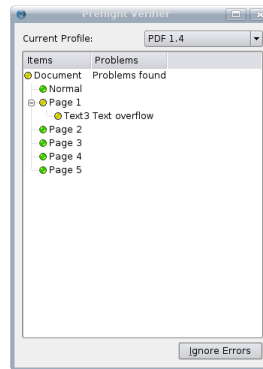 Preflight Verifier
Current Profile: PDF 1.4
Items Problems
Document Problems found
Normal
Page 1
Text3 Text overflow
Page 2
Page 3
Page 4
Page 5
Ignore Errors